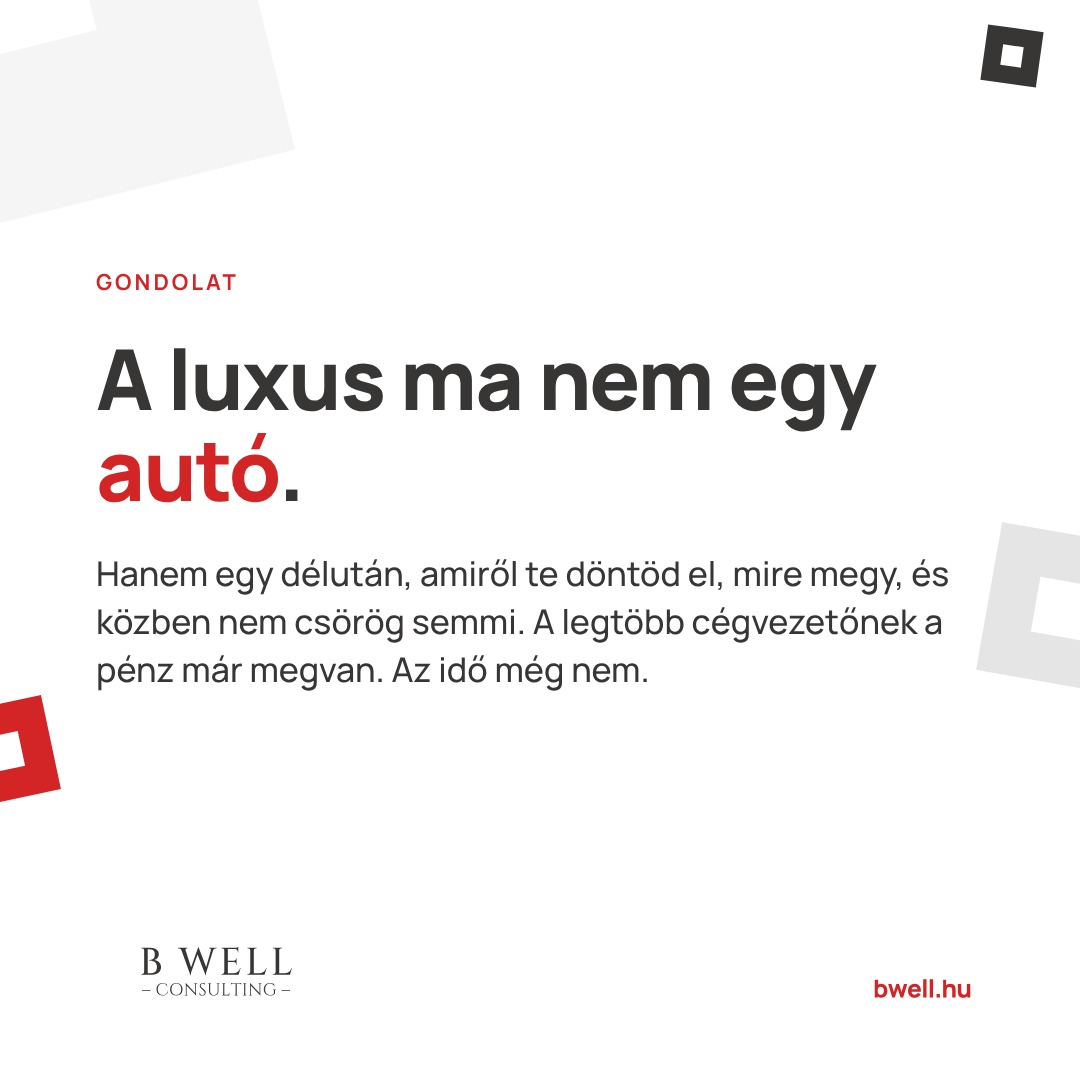 GONDOLAT
A luxus ma nem egy
autó.
Hanem egy délután, amiről te döntöd el, mire megy, és
közben nem csörög semmi. A legtöbb cégvezetőnek a
pénz már megvan. Az idő még nem.
B WELL
– CONSULTING –
bwell.hu